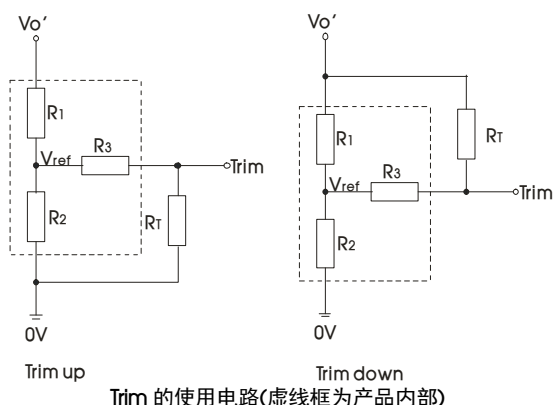 Vo'
R1
Vref
R3
Trim
R2
RT
0V
Trim up
Vo'
R1
RT
Vref
R3
Trim
R2
0V
Trim down
Trim 的使用电路(虚线框为产品内部)